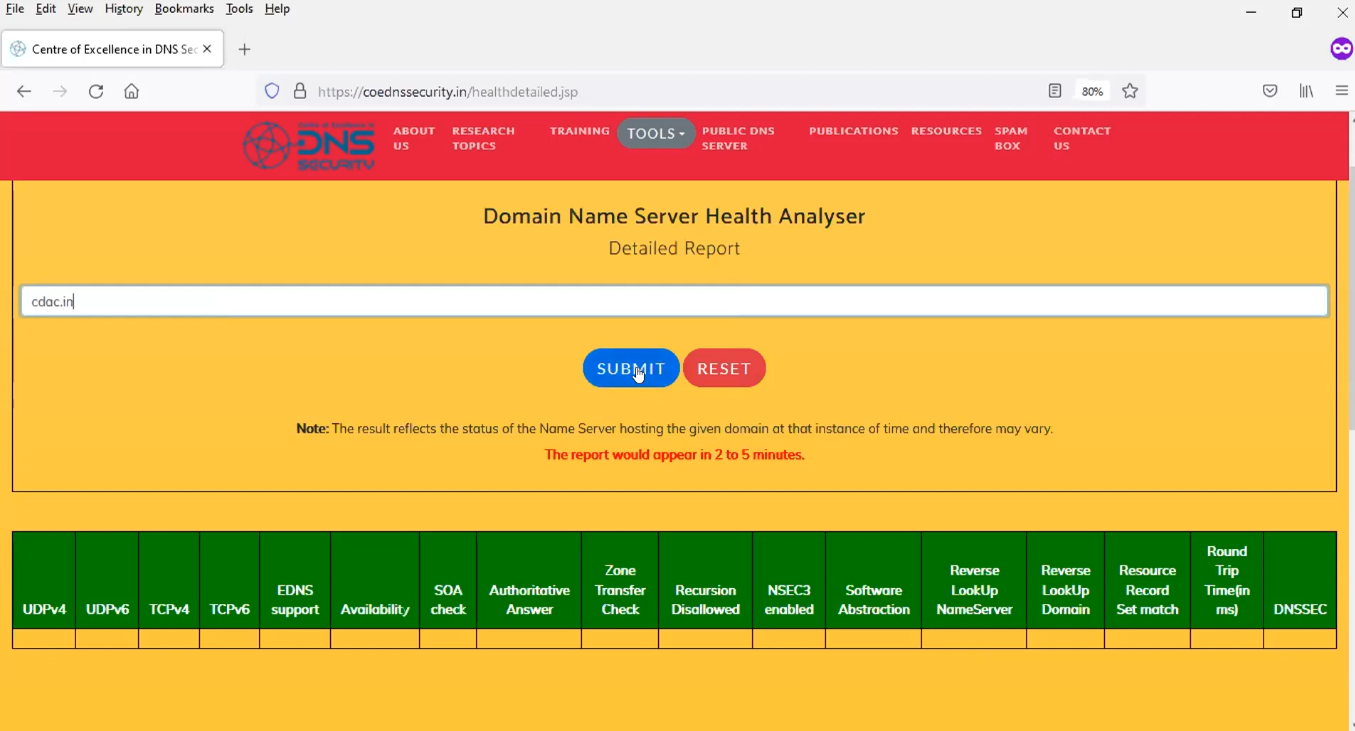 File Edit View History Bookmarks Tools Help
Centre of Excellence in DNS Sec
https://coednssecurity.in/healthdetailed.jsp
80%
DNS
SECURITY
ABOUT US
RESEARCH TOPICS
TRAINING
TOOLS
PUBLIC DNS SERVER
PUBLICATIONS
RESOURCES
SPAM BOX
CONTACT US
Domain Name Server Health Analyser
Detailed Report
cdac.in
SUBMIT RESET
Note: The result reflects the status of the Name Server hosting the given domain at that instance of time and therefore may vary.
The report would appear in 2 to 5 minutes.
UDPv4
UDPv6
TCPv4
TCPv6
EDNS support
Availability
SOA check
Authoritative Answer
Zone Transfer Check
Recursion Disallowed
NSEC3 enabled
Software Abstraction
Reverse LookUp NameServer
Reverse LookUp Domain
Resource Record Set match
Round Trip Time(in ms)
DNSSEC